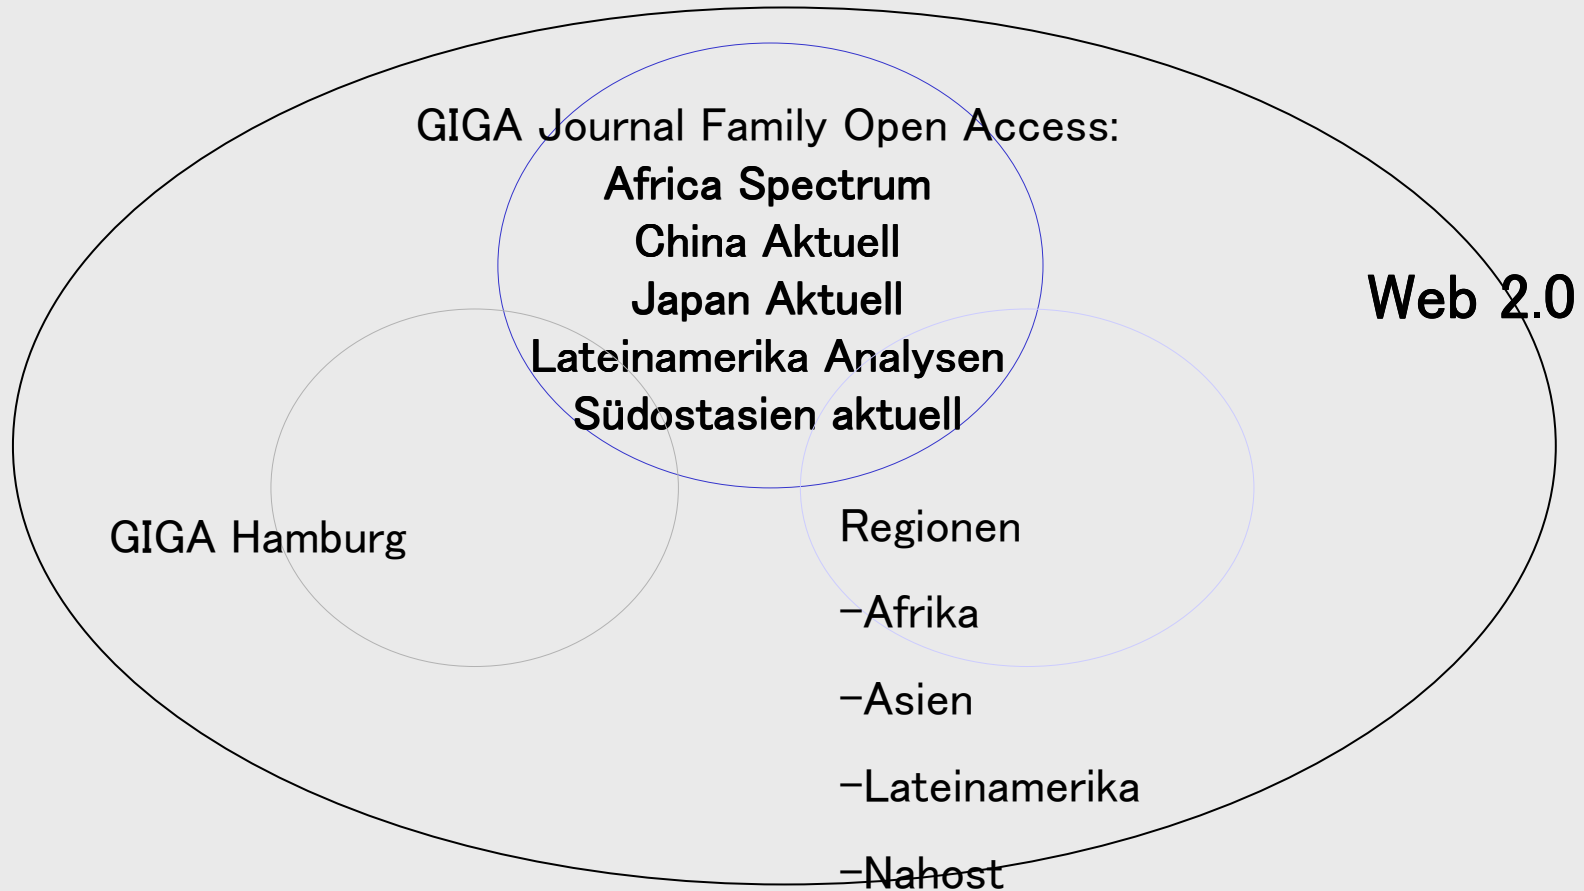 GIGA Journal Family Open Access:
Africa Spectrum
China Aktuell
Japan Aktuell
Lateinamerika Analysen
Südostasien aktuell
Web 2.0
GIGA Hamburg
Regionen
-Afrika
-Asien
-Lateinamerika
-Nahost